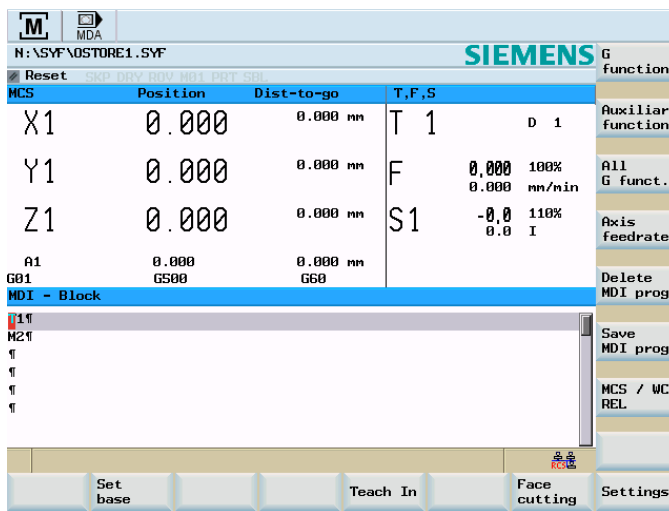 M
MDA
N:\SYF\OSTORE1.SYF
SIEMENS
Reset SKP DRY ROV M01 PRT SBL
MCS Position Dist-to-go T,F,S
X1 0.000 0.000 mm T 1 D 1
Y1 0.000 0.000 mm F 0.000 100%
0.000 mm/min
Z1 0.000 0.000 mm S1 -0.0 110%
0.0 I
A1 0.000 0.000 mm
G01 G500 G60
MDI - Block
T1¶
M2¶
¶
¶
¶
¶
RCS
G
function
Auxiliar
function
All
G funct.
Axis
feedrate
Delete
MDI prog
Save
MDI prog
MCS / WC
REL
Set
base
Teach In
Face
cutting
Settings